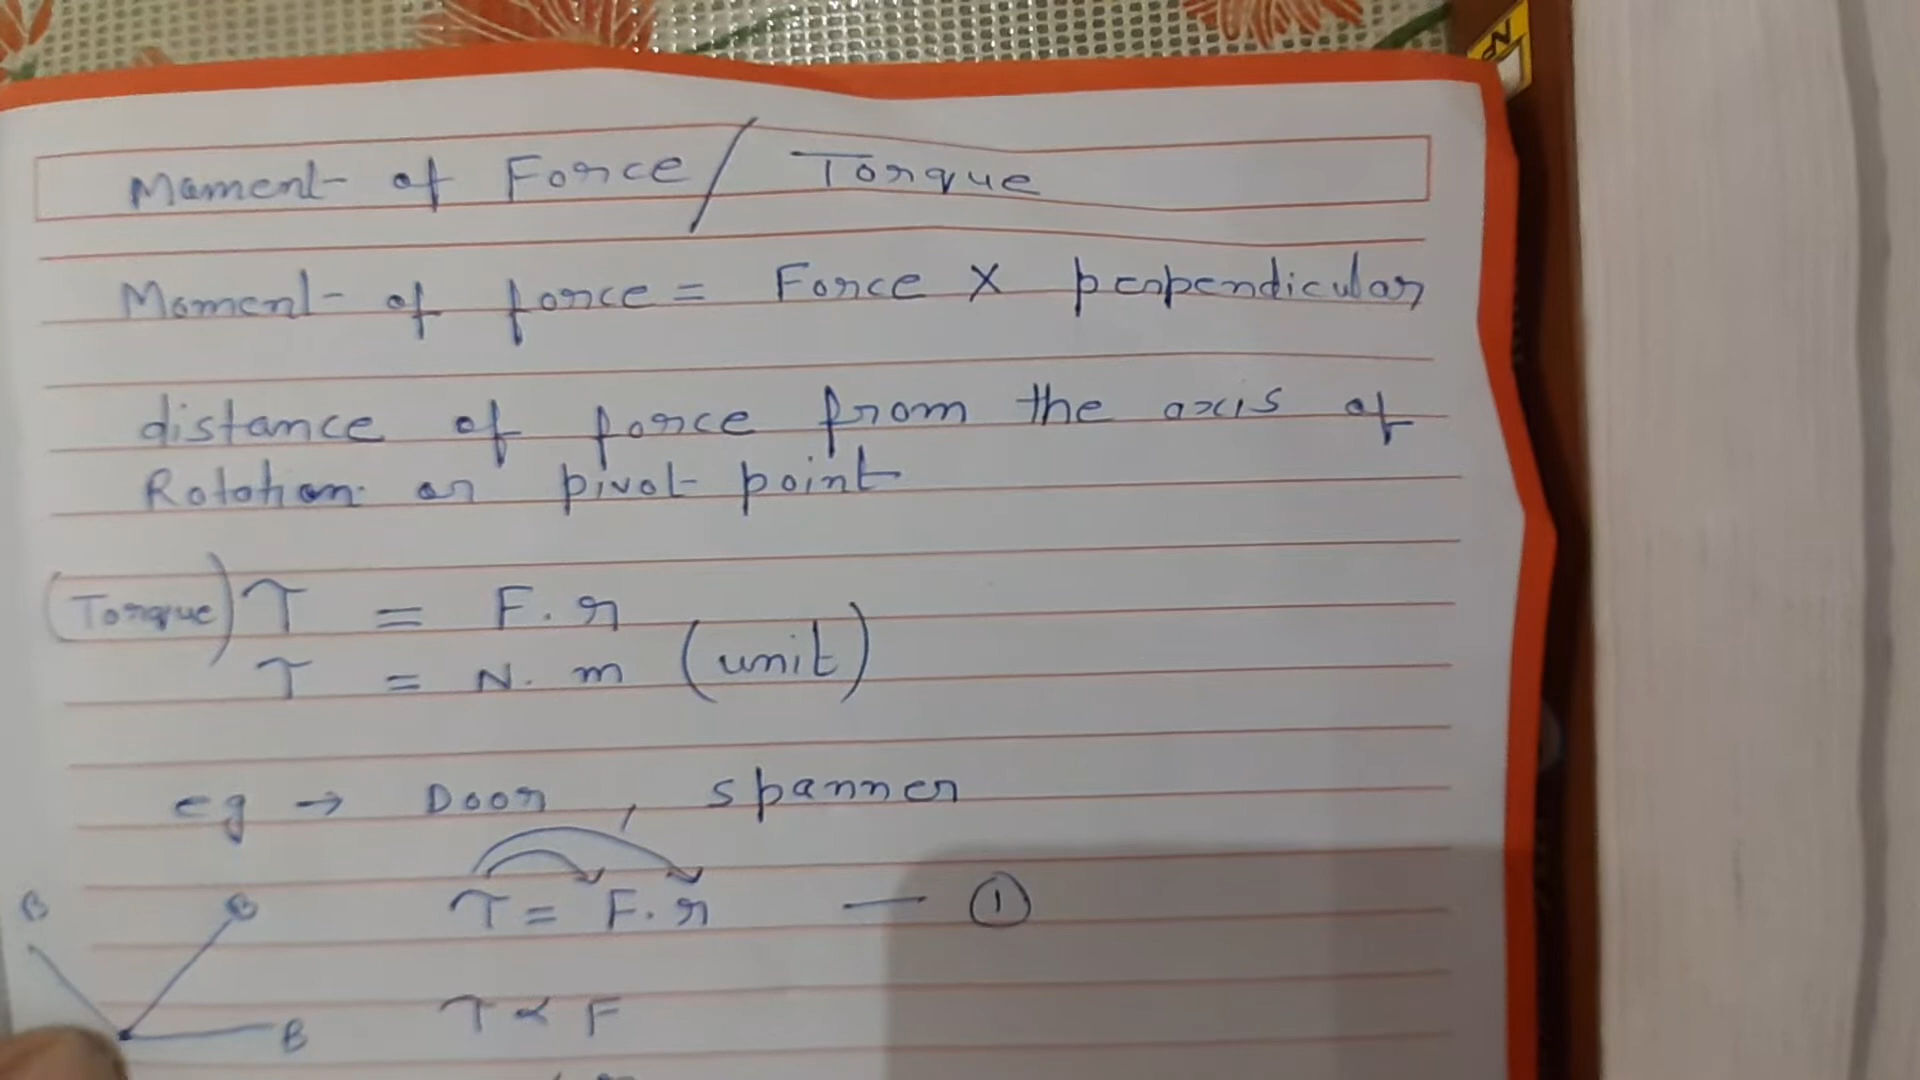 Mament of Force / Torque
Moment of force = Force X perpendicular
distance of force from the axis of
Rotation or pivot point
(Torque) τ = F. r
τ = N. m (unit)
eg → Door, spanner
τ = F. r — ①
τ ∝ F
B
B
B